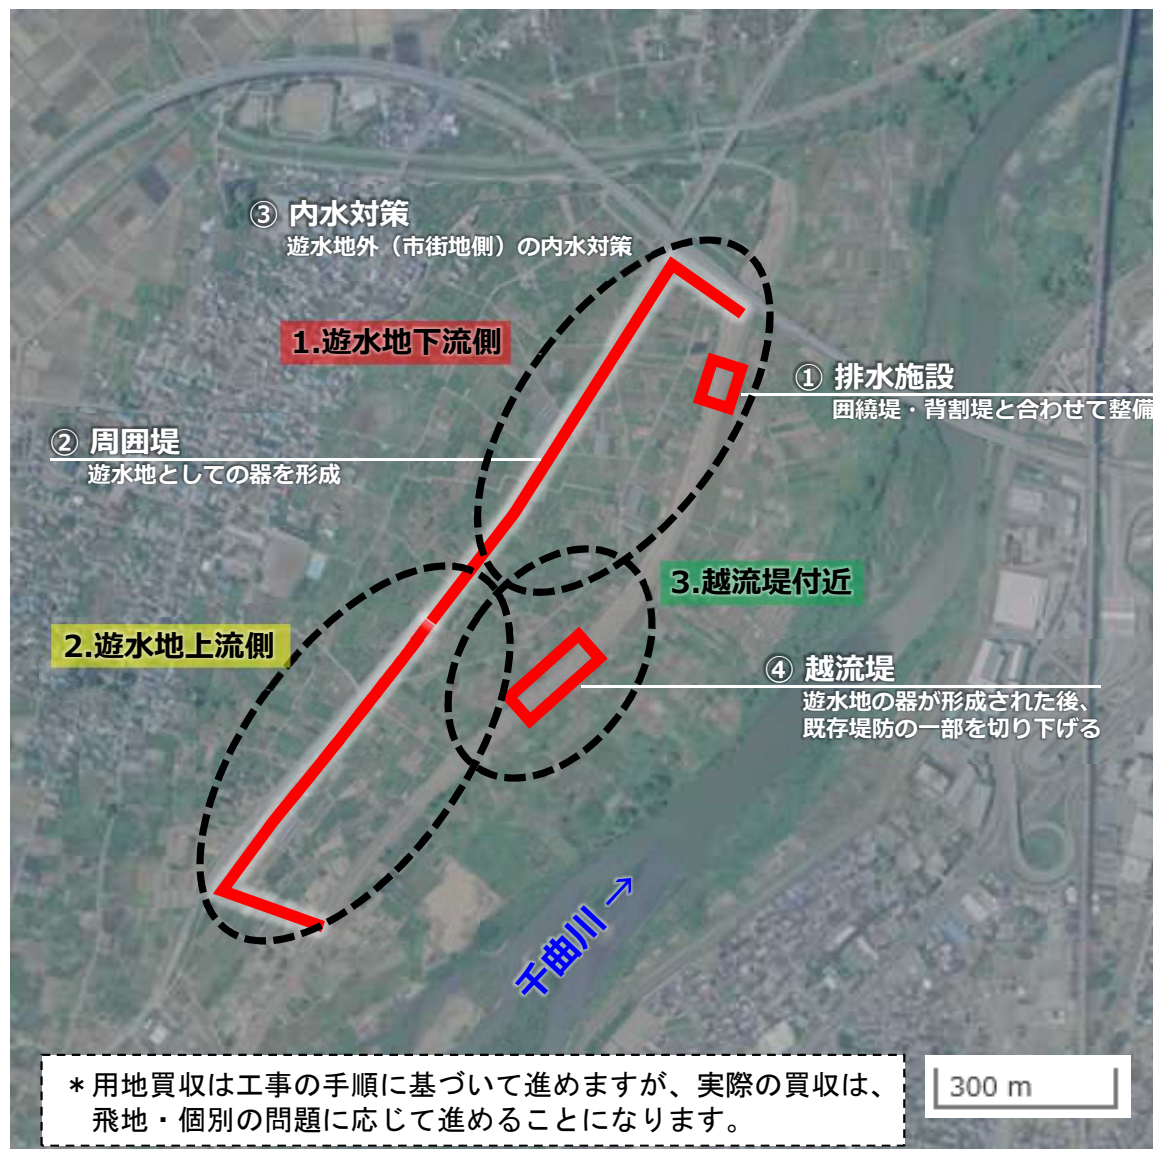 ③ 内水対策
遊水地外（市街地側）の内水対策
1.遊水地下流側
① 排水施設
囲繞堤・背割堤と合わせて整備
② 周囲堤
遊水地としての器を形成
3.越流堤付近
2.遊水地上流側
④ 越流堤
遊水地の器が形成された後、
既存堤防の一部を切り下げる
千曲川→
＊用地買収は工事の手順に基づいて進めますが、実際の買収は、
飛地・個別の問題に応じて進めることになります。
300 m